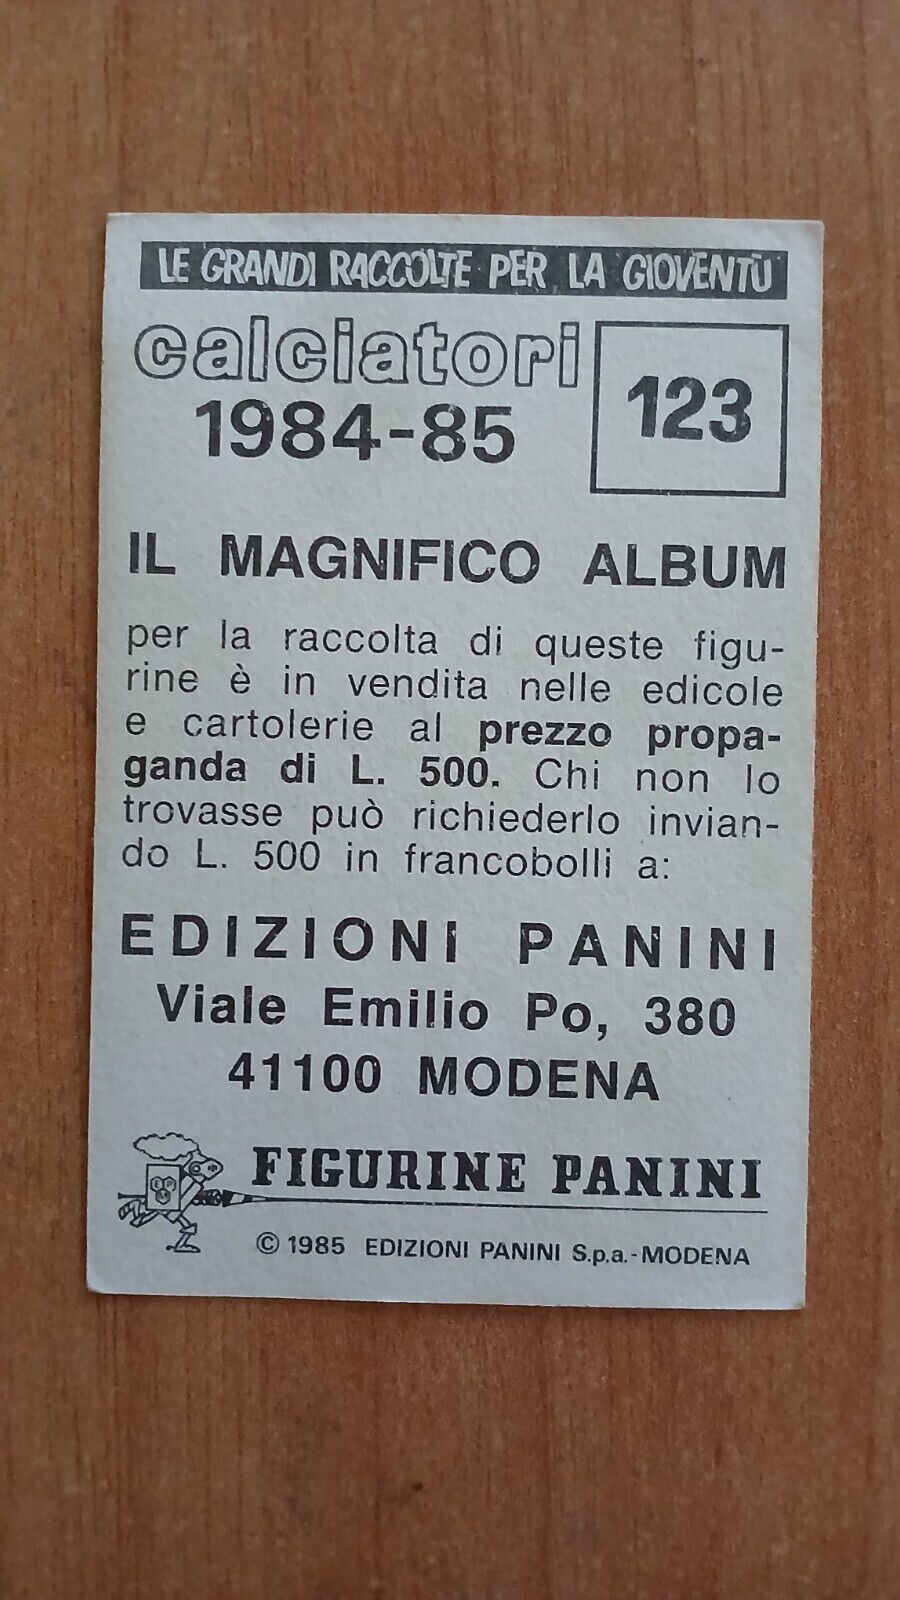 LE GRANDI RACCOLTE PER LA GIOVENTÙ
calciatori
1984-85
123
IL MAGNIFICO ALBUM
per la raccolta di queste figu-
rine è in vendita nelle edicole
e cartolerie al prezzo propa-
ganda di L. 500. Chi non lo
trovasse può richiederlo invian-
do L. 500 in francobolli a:
EDIZIONI PANINI
Viale Emilio Po, 380
41100 MODENA
FIGURINE PANINI
© 1985 EDIZIONI PANINI S.p.a.-MODENA